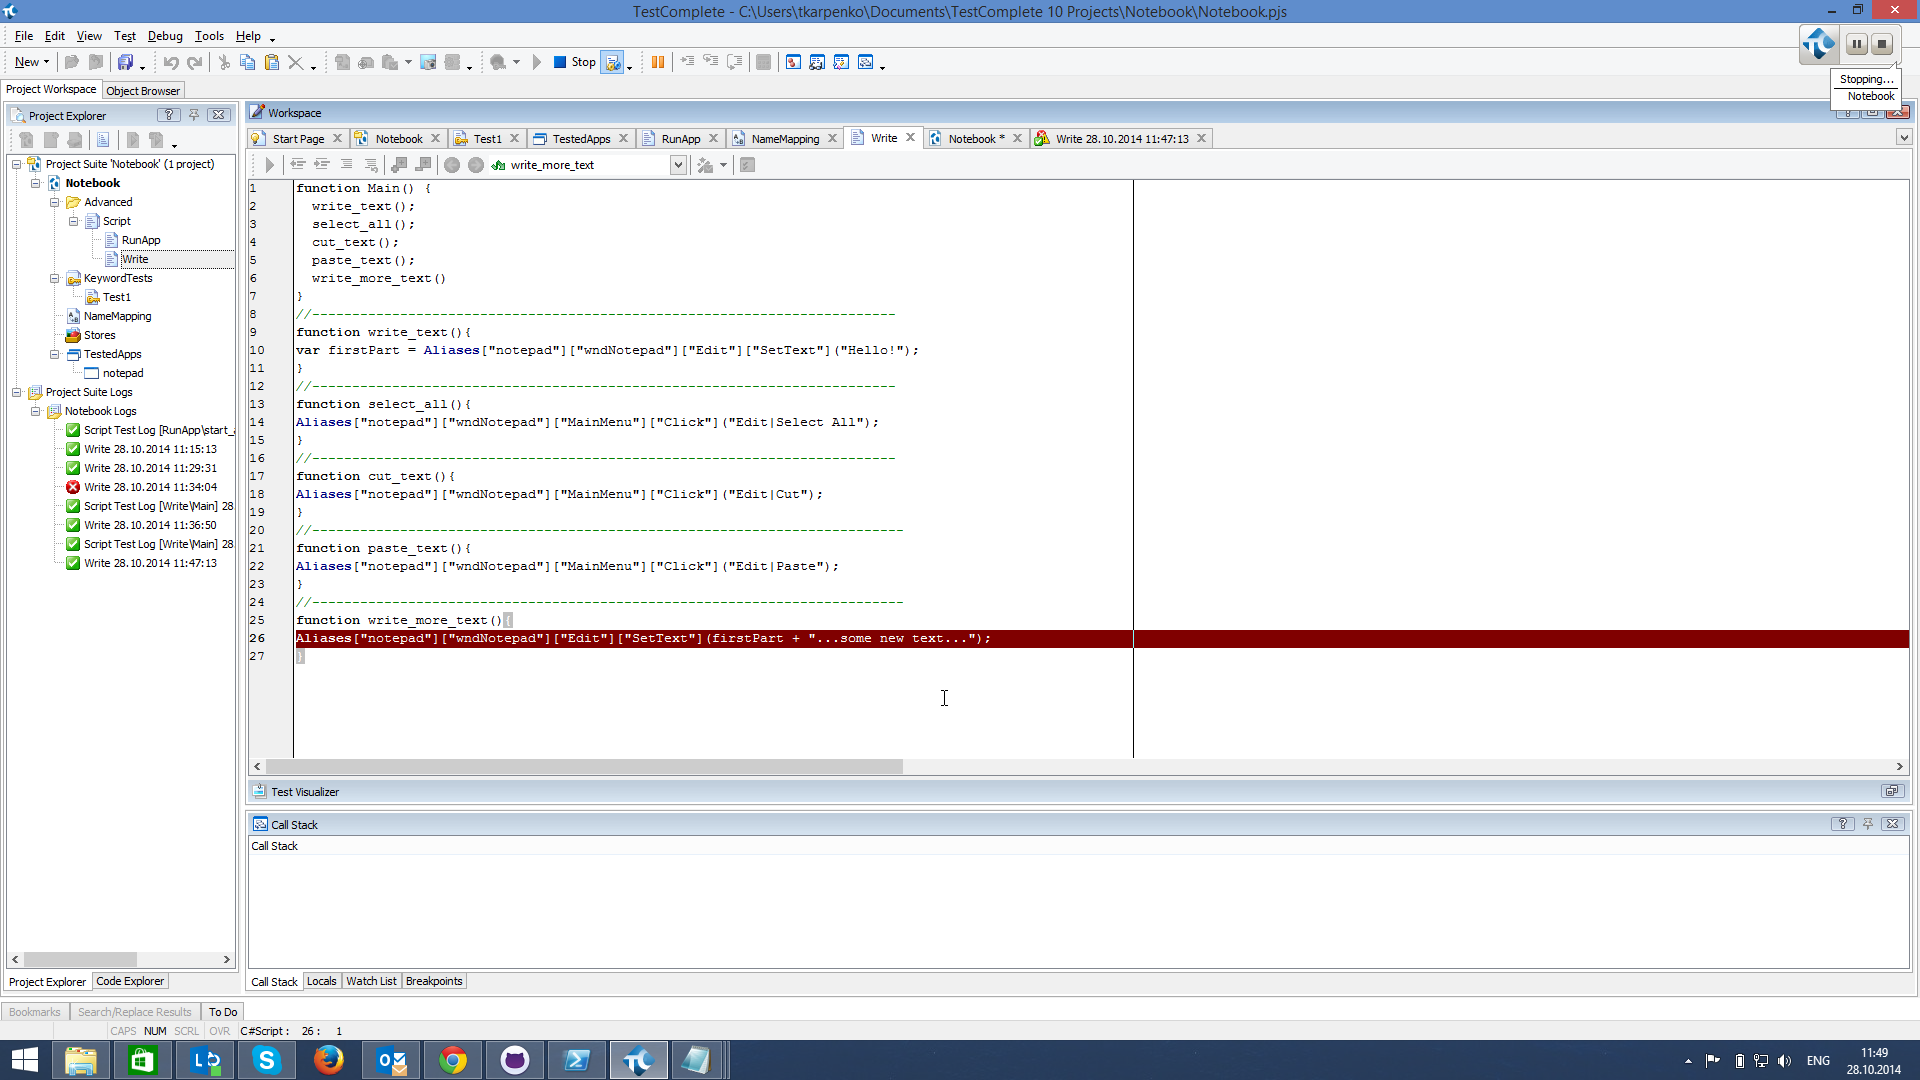 TestComplete - C:\Users\tkarpenko\Documents\TestComplete 10 Projects\Notebook\Notebook.pjs
File Edit View Test Debug Tools Help
New Stop
Stopping...
Notebook
Project Workspace Object Browser
Project Explorer
Workspace
Start Page Notebook Test1 TestedApps RunApp NameMapping Write Notebook * Write 28.10.2014 11:47:13
write_more_text
Project Suite 'Notebook' (1 project)
Notebook
Advanced
Script
RunApp
Write
KeywordTests
Test1
NameMapping
Stores
TestedApps
notepad
Project Suite Logs
Notebook Logs
Script Test Log [RunApp\start_
Write 28.10.2014 11:15:13
Write 28.10.2014 11:29:31
Write 28.10.2014 11:34:04
Script Test Log [Write\Main] 28
Write 28.10.2014 11:36:50
Script Test Log [Write\Main] 28
Write 28.10.2014 11:47:13
Project Explorer Code Explorer
1 function Main() {
2 write_text();
3 select_all();
4 cut_text();
5 paste_text();
6 write_more_text()
7 }
8 //-------------------------------------------------------------------------
9 function write_text(){
10 var firstPart = Aliases["notepad"]["wndNotepad"]["Edit"]["SetText"]("Hello!");
11 }
12 //-------------------------------------------------------------------------
13 function select_all(){
14 Aliases["notepad"]["wndNotepad"]["MainMenu"]["Click"]("Edit|Select All");
15 }
16 //-------------------------------------------------------------------------
17 function cut_text(){
18 Aliases["notepad"]["wndNotepad"]["MainMenu"]["Click"]("Edit|Cut");
19 }
20 //--------------------------------------------------------------------------
21 function paste_text(){
22 Aliases["notepad"]["wndNotepad"]["MainMenu"]["Click"]("Edit|Paste");
23 }
24 //--------------------------------------------------------------------------
25 function write_more_text(){
26 Aliases["notepad"]["wndNotepad"]["Edit"]["SetText"](firstPart + "...some new text...");
27 }
Test Visualizer
Call Stack
Call Stack
Call Stack Locals Watch List Breakpoints
Bookmarks Search/Replace Results To Do
CAPS NUM SCRL OVR C#Script : 26 : 1
ENG
11:49
28.10.2014